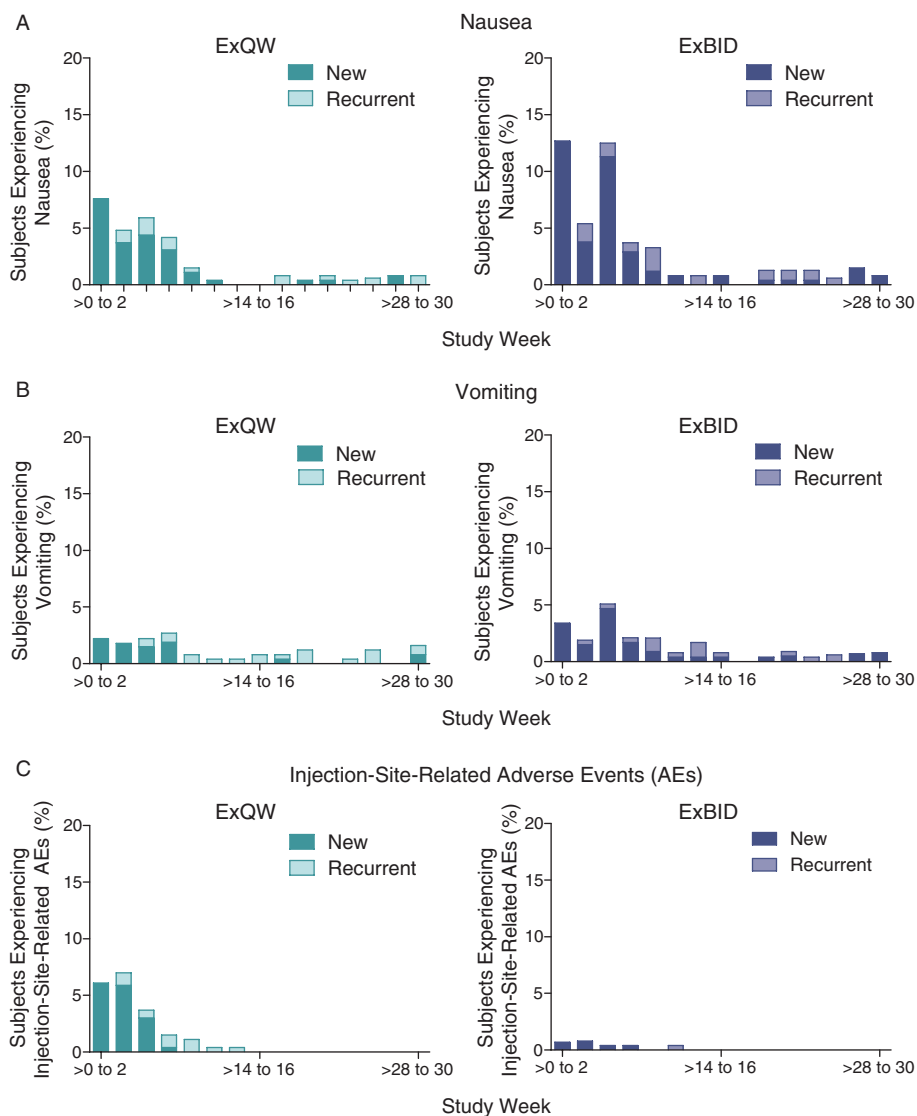 A
Nausea
ExQW
20
15
10
5
0
Subjects Experiencing
Nausea (%)
New
Recurrent
>0 to 2
>14 to 16
>28 to 30
ExBID
20
15
10
5
0
Subjects Experiencing
Nausea (%)
New
Recurrent
>0 to 2
>14 to 16
>28 to 30
Study Week
B
Vomiting
ExQW
20
15
10
5
0
Subjects Experiencing
Vomiting (%)
New
Recurrent
>0 to 2
>14 to 16
>28 to 30
ExBID
20
15
10
5
0
Subjects Experiencing
Vomiting (%)
New
Recurrent
>0 to 2
>14 to 16
>28 to 30
Study Week
C
Injection-Site-Related Adverse Events (AEs)
ExQW
20
15
10
5
0
Subjects Experiencing
Injection-Site-Related AEs (%)
New
Recurrent
>0 to 2
>14 to 16
>28 to 30
ExBID
20
15
10
5
0
Subjects Experiencing
Injection-Site-Related AEs (%)
New
Recurrent
>0 to 2
>14 to 16
>28 to 30
Study Week